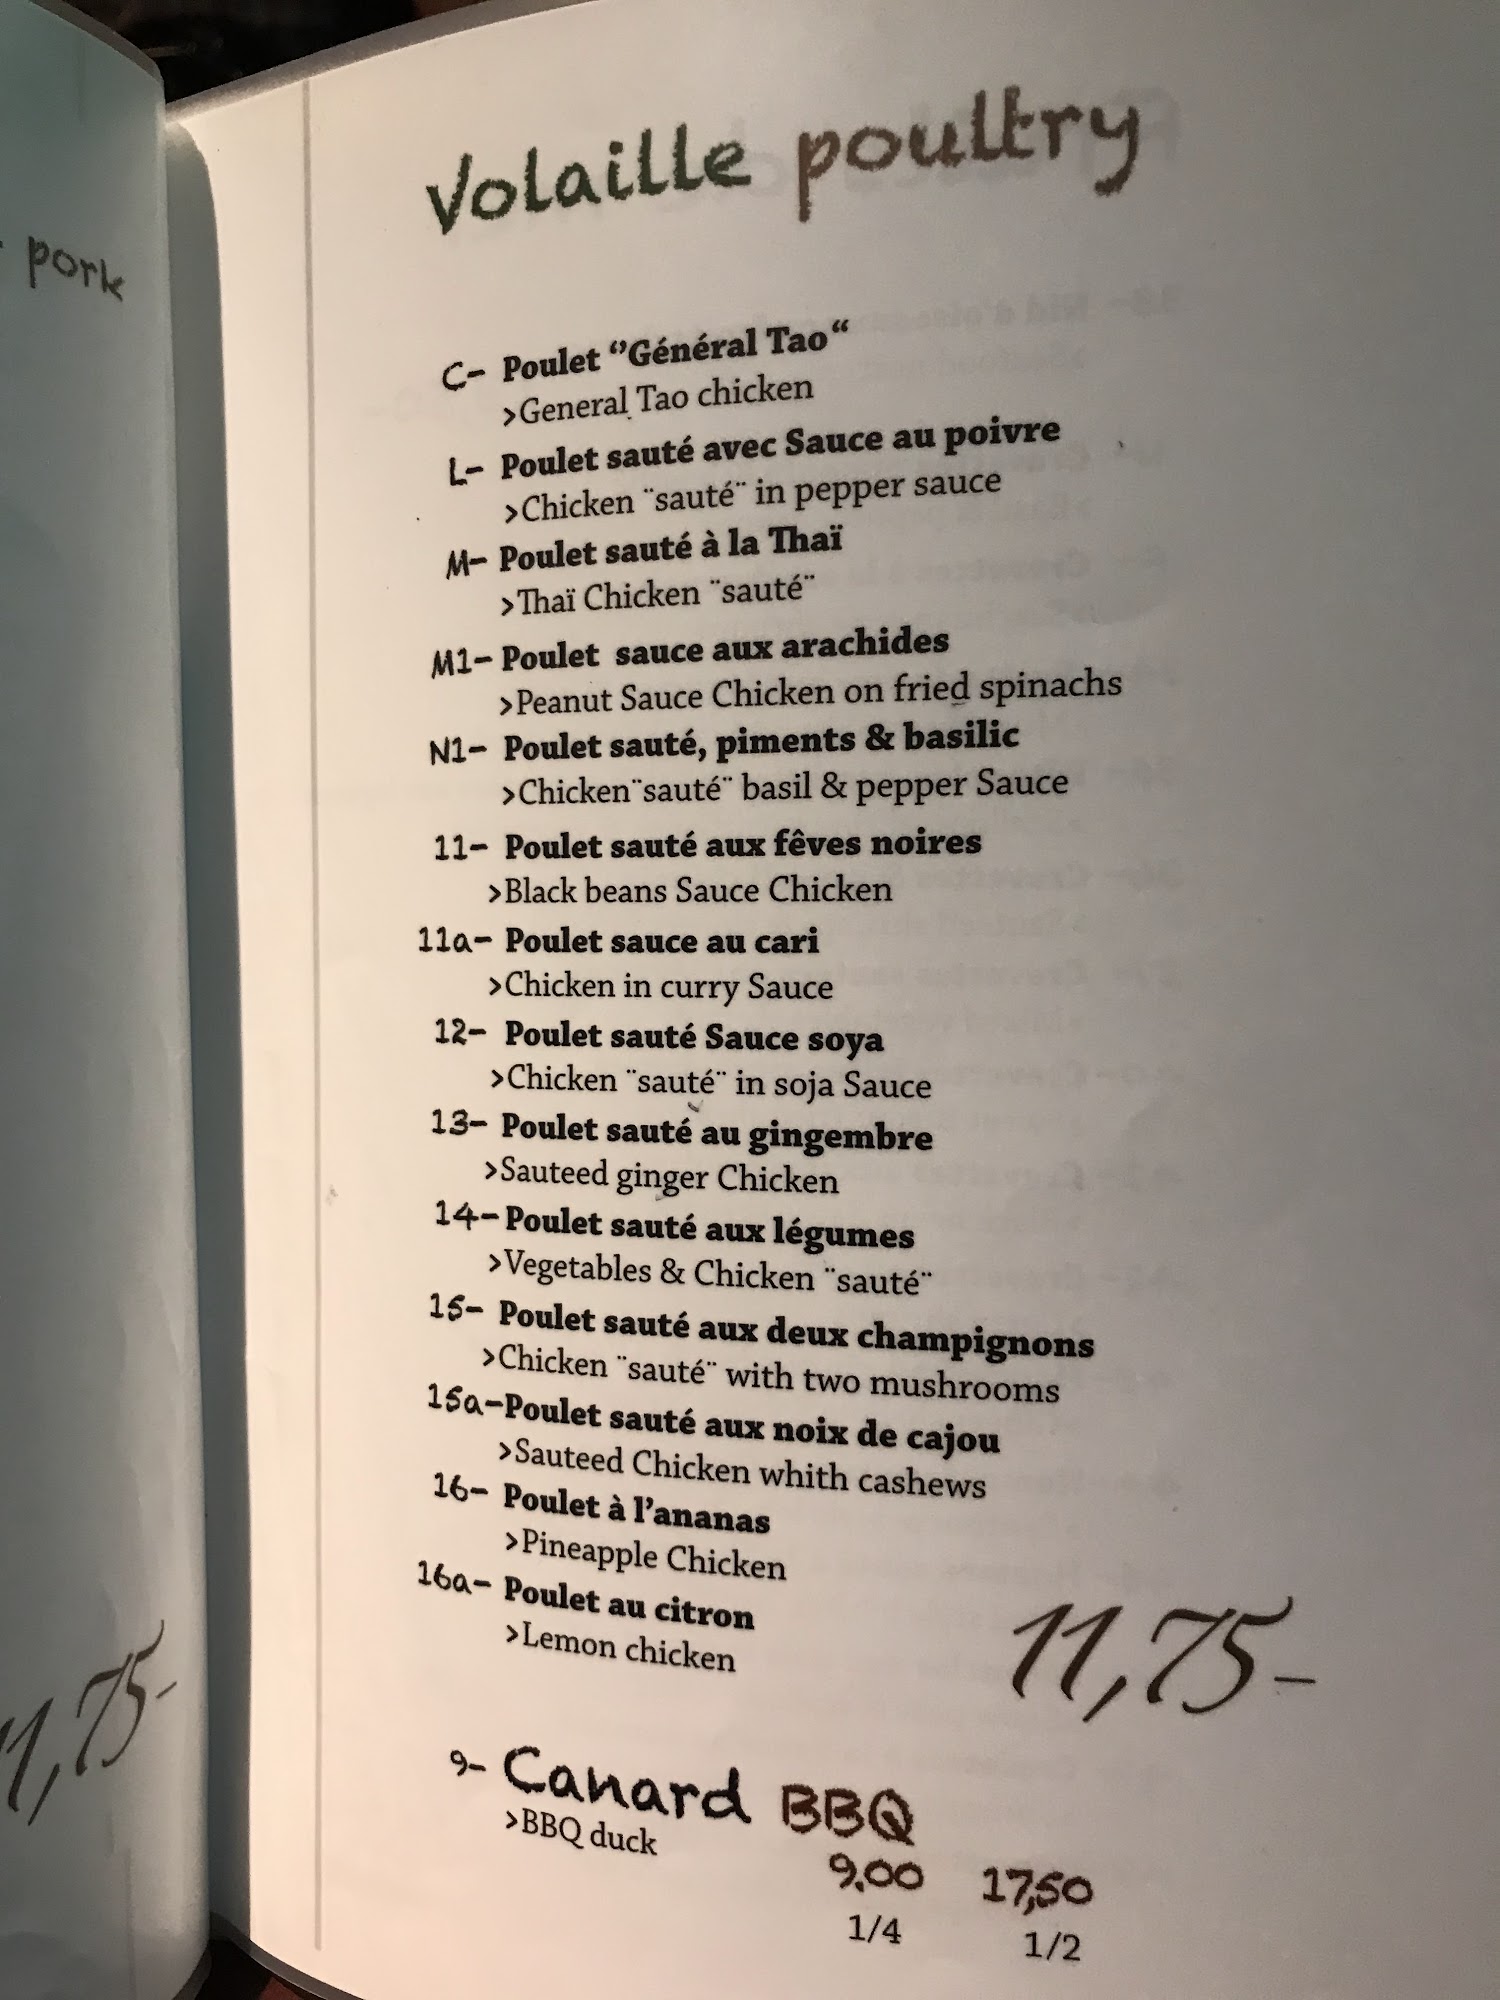 pork
11,75-
Volaille poultry
C- Poulet ‘’Général Tao“
>General Tao chicken
L- Poulet sauté avec Sauce au poivre
>Chicken ¨sauté¨ in pepper sauce
M- Poulet sauté à la Thaï
>Thaï Chicken ¨sauté¨
M1- Poulet sauce aux arachides
>Peanut Sauce Chicken on fried spinachs
N1- Poulet sauté, piments & basilic
>Chicken¨sauté¨ basil & pepper Sauce
11- Poulet sauté aux fêves noires
>Black beans Sauce Chicken
11a- Poulet sauce au cari
>Chicken in curry Sauce
12- Poulet sauté Sauce soya
>Chicken ¨sauté¨ in soja Sauce
13- Poulet sauté au gingembre
>Sauteed ginger Chicken
14- Poulet sauté aux légumes
>Vegetables & Chicken ¨sauté¨
15- Poulet sauté aux deux champignons
>Chicken ¨sauté¨ with two mushrooms
15a- Poulet sauté aux noix de cajou
>Sauteed Chicken whith cashews
16- Poulet à l’ananas
>Pineapple Chicken
16a- Poulet au citron
>Lemon chicken
11,75-
9- Canard BBQ
>BBQ duck
9.00 17,50
1/4 1/2